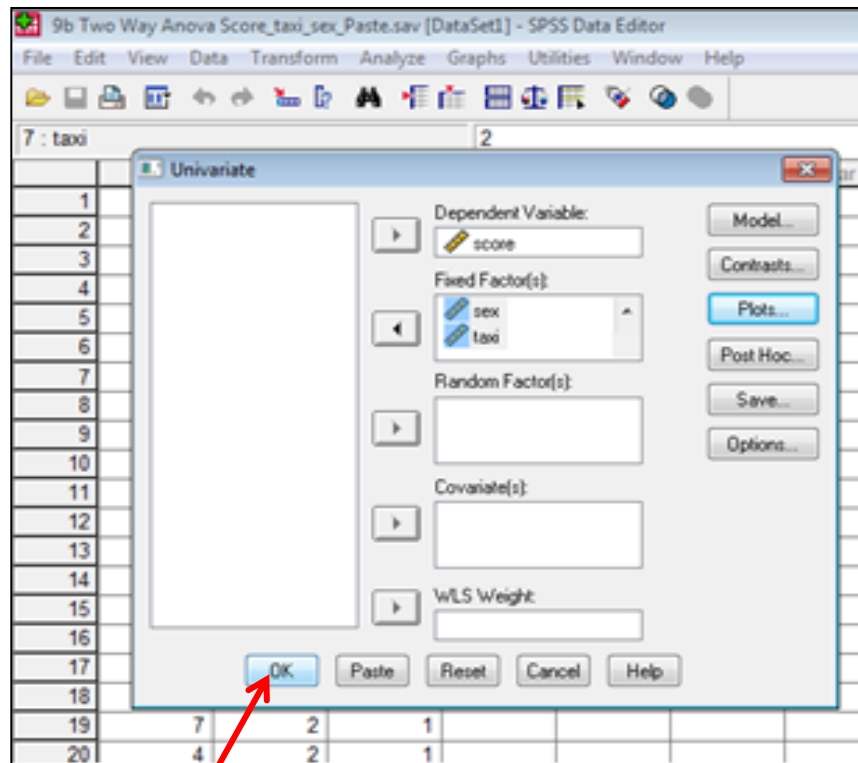 9b Two Way Anova Score_taxi_sex_Paste.sav [DataSet1] - SPSS Data Editor
File Edit View Data Transform Analyze Graphs Utilities Window Help
7 : taxi 2
Univariate
Dependent Variable:
score
Fixed Factor(s):
sex
taxi
Random Factor(s):
Covariate(s):
WLS Weight:
Model...
Contrasts...
Plots...
Post Hoc...
Save...
Options...
OK Paste Reset Cancel Help
1
2
3
4
5
6
7
8
9
10
11
12
13
14
15
16
17
18
19 7 2 1
20 4 2 1